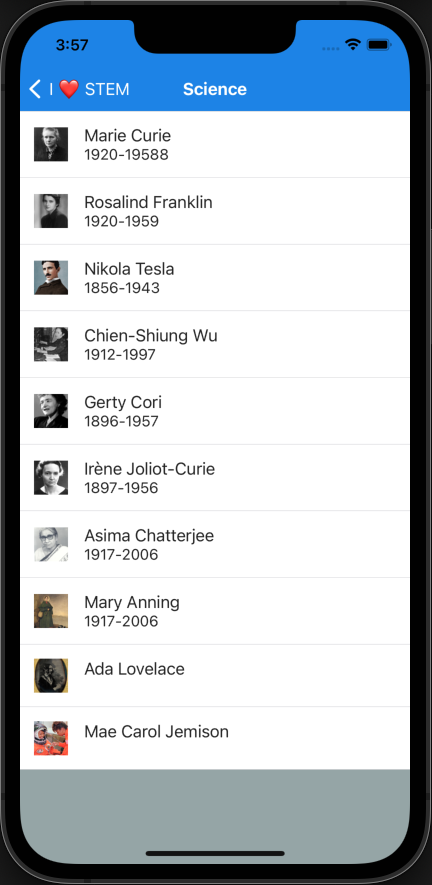 3:57
I ❤️ STEM Science
Marie Curie
1920-19588
Rosalind Franklin
1920-1959
Nikola Tesla
1856-1943
Chien-Shiung Wu
1912-1997
Gerty Cori
1896-1957
Irène Joliot-Curie
1897-1956
Asima Chatterjee
1917-2006
Mary Anning
1917-2006
Ada Lovelace
Mae Carol Jemison